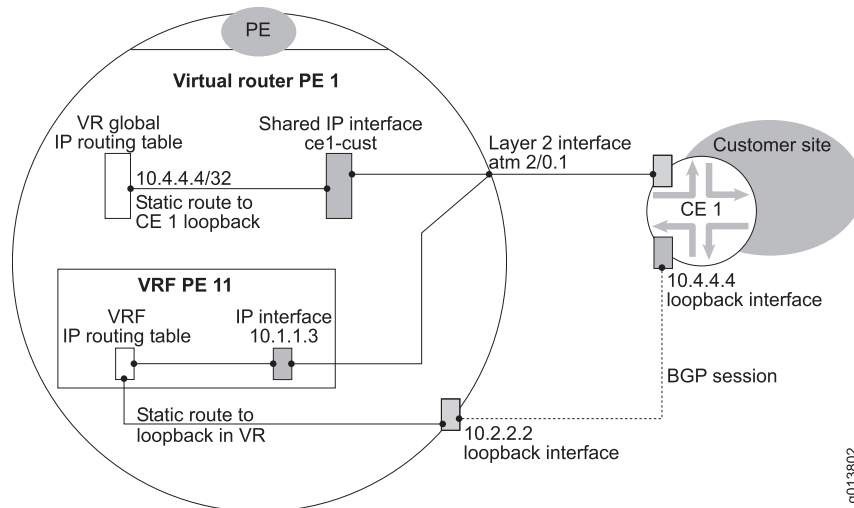 PE
Virtual router PE 1
VR global
IP routing table
Shared IP interface
ce1-cust
Layer 2 interface
atm 2/0.1
Customer site
10.4.4.4/32
Static route to
CE 1 loopback
CE 1
VRF PE 11
VRF
IP routing table
IP interface
10.1.1.3
10.4.4.4
loopback interface
BGP session
Static route to
loopback in VR
10.2.2.2
loopback interface
g013802